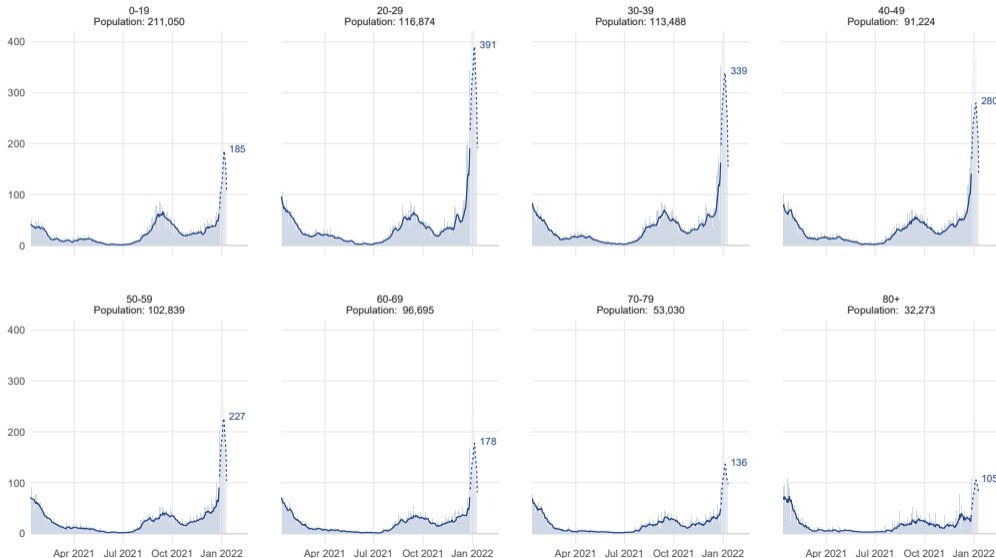 0-19
Population: 211,050
20-29
Population: 116,874
30-39
Population: 113,488
40-49
Population: 91,224
400
300
200
100
0
185
391
339
280
50-59
Population: 102,839
60-69
Population: 96,695
70-79
Population: 53,030
80+
Population: 32,273
400
300
200
100
0
227
178
136
105
Apr 2021 Jul 2021 Oct 2021 Jan 2022
Apr 2021 Jul 2021 Oct 2021 Jan 2022
Apr 2021 Jul 2021 Oct 2021 Jan 2022
Apr 2021 Jul 2021 Oct 2021 Jan 2022